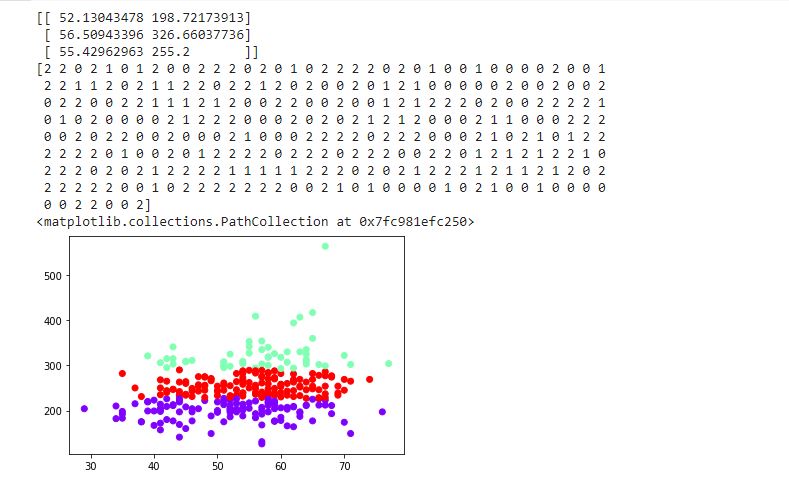 [[ 52.13043478 198.72173913]
[ 56.50943396 326.66037736]
[ 55.42962963 255.2 ]]
[2 2 0 2 1 0 1 2 0 0 2 2 2 0 2 0 1 0 2 2 2 2 0 2 0 1 0 0 1 0 0 0 0 2 0 0 1
2 2 1 1 2 0 2 1 1 2 2 0 2 2 1 2 0 2 0 0 2 0 0 1 2 1 0 0 0 2 0 0 0 0 0 2
0 2 2 0 0 2 2 1 1 1 2 1 2 0 0 0 2 0 0 2 0 0 0 1 2 1 2 2 2 0 2 0 2 2 2 1
0 1 0 2 0 0 0 0 2 1 2 2 2 0 0 0 2 0 0 2 0 2 1 2 1 2 0 0 0 2 1 1 0 0 0 2 2
0 0 2 0 2 0 0 0 0 0 0 2 1 0 0 0 0 2 0 0 0 0 0 0 2 0 0 2 1 0 2 1 0 1 2 2
2 2 2 2 0 1 0 0 2 0 1 2 2 2 0 2 2 2 2 0 2 2 2 0 0 2 2 0 1 2 1 2 1 2 2 1 0
2 2 2 0 2 0 2 2 1 2 2 2 1 1 1 1 1 2 2 2 2 0 0 2 2 2 1 0 0 2 1 2 1 1 2 2 1
2 2 2 2 2 0 0 1 0 2 2 2 2 2 2 2 2 0 0 2 1 0 1 0 0 0 0 1 0 2 1 0 0 1 0 0 0 0
0 0 2 2 0 0 2]
<matplotlib.collections.PathCollection at 0x7fc981efc250>
500
400
300
200
30 40 50 60 70